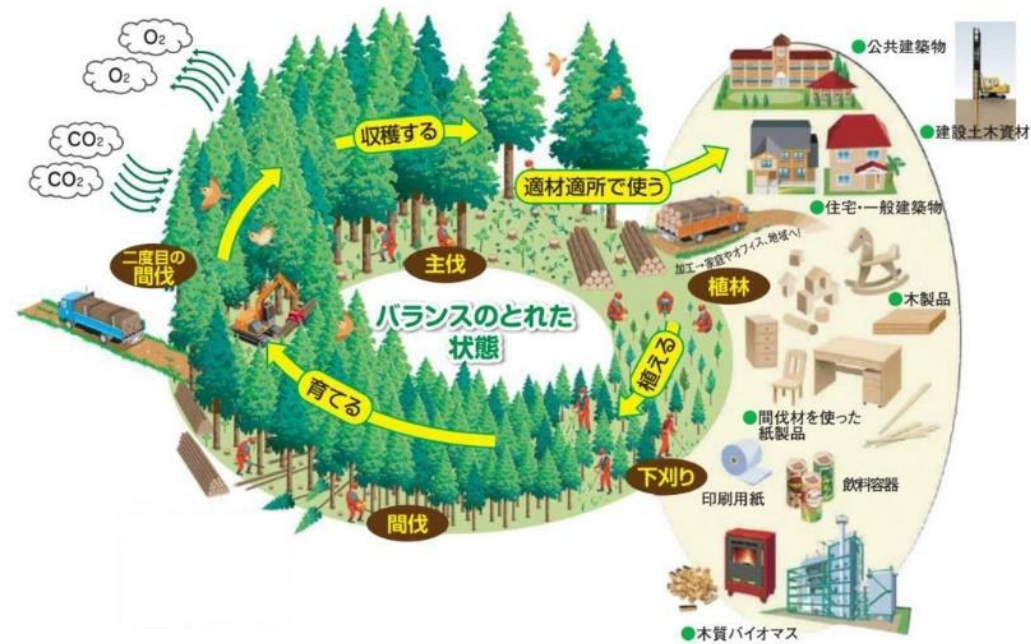 O₂
O₂
CO₂
CO₂
収穫する
適材適所で使う
公共建築物
建設土木資材
住宅・一般建築物
加工→家庭やオフィス、地域へ!
二度目の
間伐
主伐
植林
バランスのとれた
状態
植える
育てる
木製品
間伐材を使った
紙製品
印刷用紙
飲料容器
下刈り
間伐
木質バイオマス